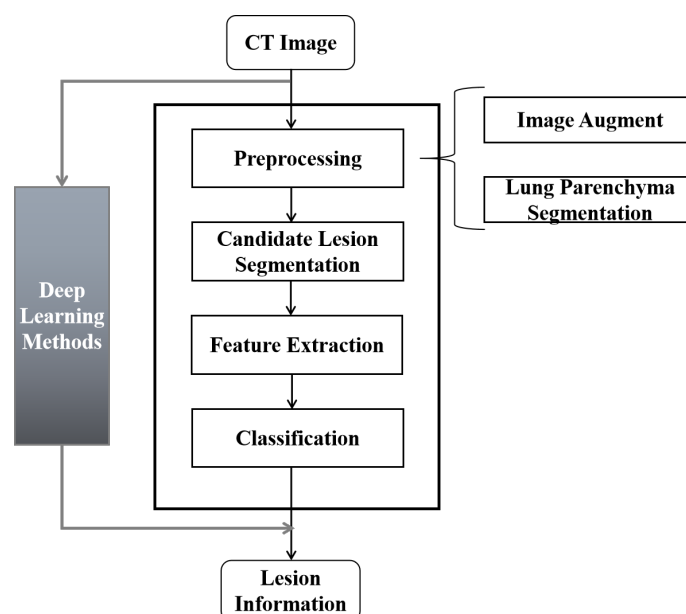 CT Image
Preprocessing
Image Augment
Lung Parenchyma
Segmentation
Candidate Lesion
Segmentation
Deep
Learning
Methods
Feature Extraction
Classification
Lesion
Information